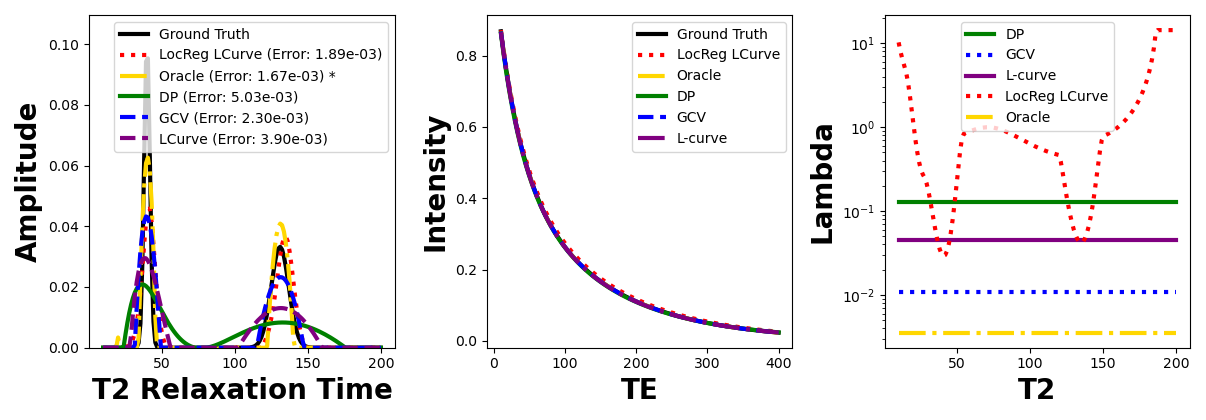 Amplitude
0.10
0.08
0.06
0.04
0.02
0.00
Ground Truth
LocReg LCurve (Error: 1.89e-03)
Oracle (Error: 1.67e-03) *
DP (Error: 5.03e-03)
GCV (Error: 2.30e-03)
LCurve (Error: 3.90e-03)
50 100 150 200
T2 Relaxation Time
Intensity
0.8
0.6
0.4
0.2
0.0
Ground Truth
LocReg LCurve
Oracle
DP
GCV
L-curve
0 100 200 300 400
TE
Lambda
10¹
10⁰
10⁻¹
10⁻²
DP
GCV
L-curve
LocReg LCurve
Oracle
50 100 150 200
T2